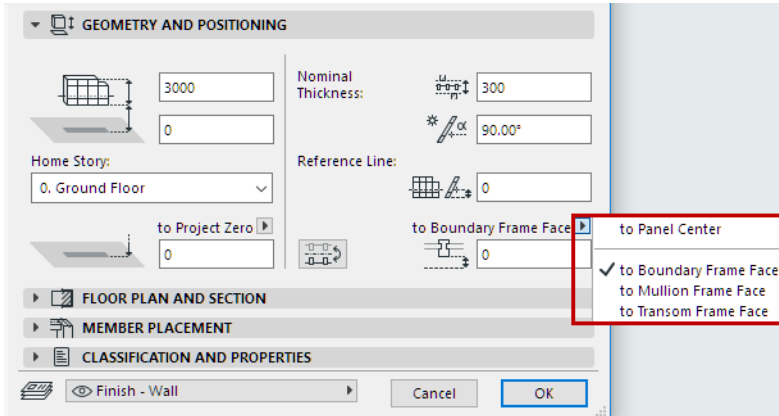 GEOMETRY AND POSITIONING
3000
Nominal
Thickness:
300
0
α
90.00°
Home Story:
Reference Line:
0. Ground Floor
0
to Project Zero
to Boundary Frame Face
0
0
to Panel Center
to Boundary Frame Face
to Mullion Frame Face
to Transom Frame Face
FLOOR PLAN AND SECTION
MEMBER PLACEMENT
CLASSIFICATION AND PROPERTIES
Finish - Wall
Cancel
OK